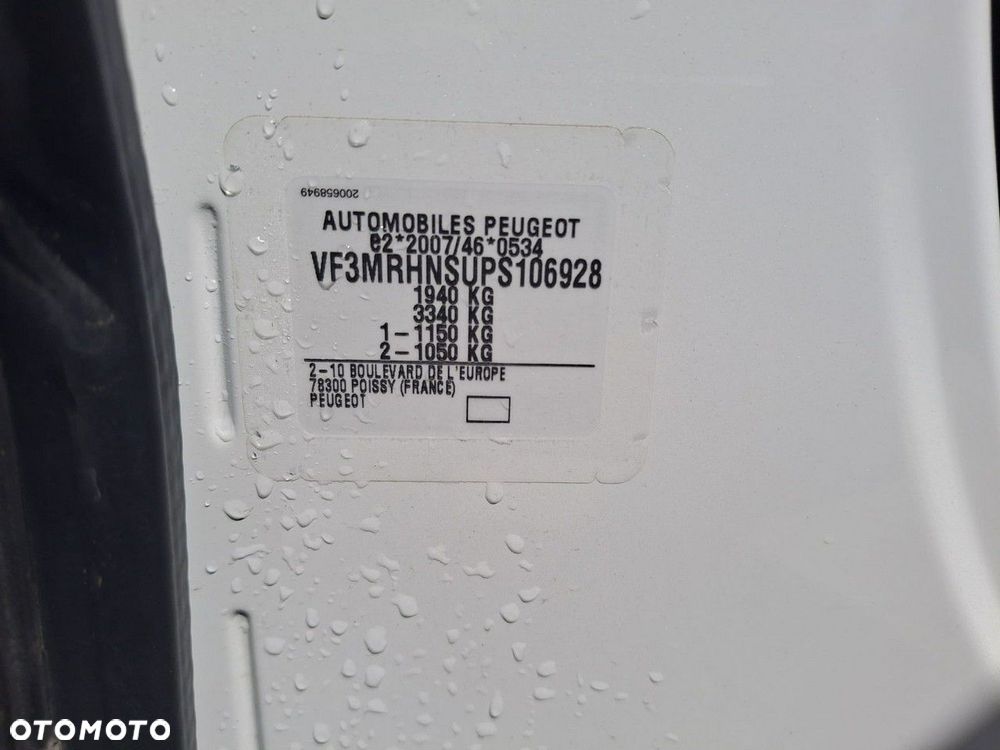 2006588949
AUTOMOBILES PEUGEOT
e2*2007/46*0534
VF3MRHNSUPS106928
1940 KG
3340 KG
1-1150 KG
2-1050 KG
2-10 BOULEVARD DE L'EUROPE
78300 POISSY (FRANCE)
PEUGEOT
OTOMOTO